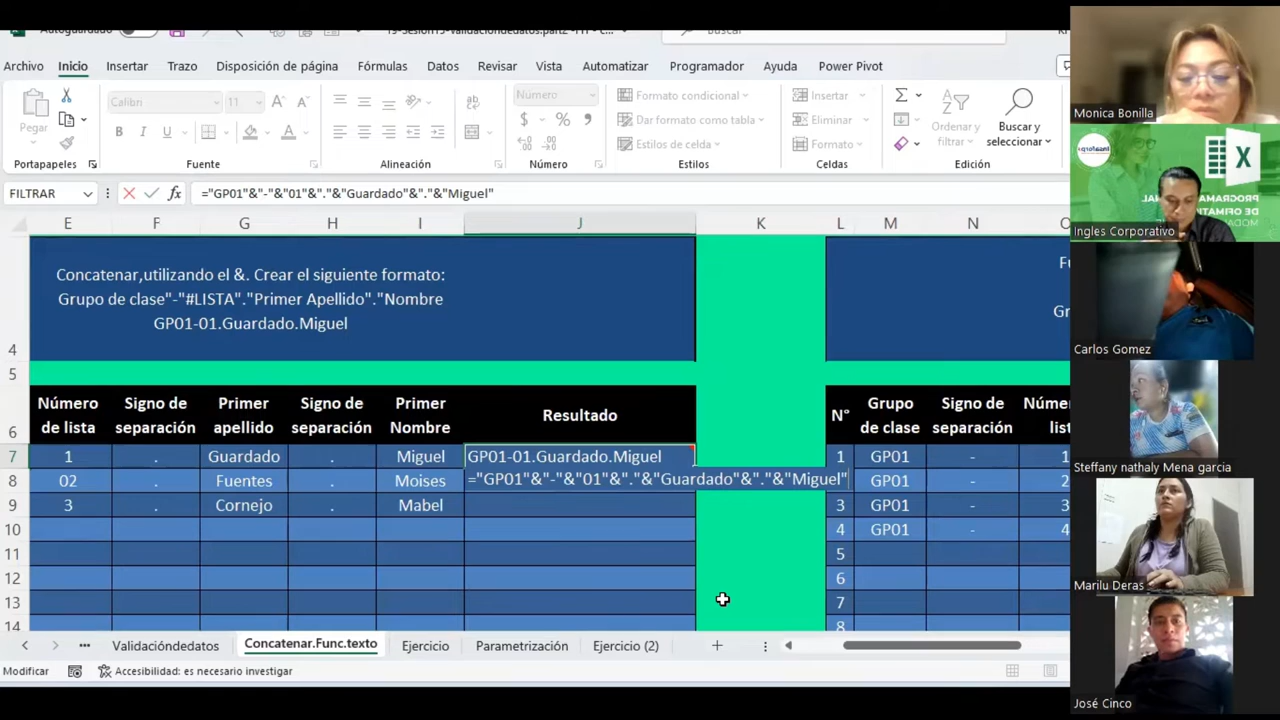 Autoguardado
Buscar
Archivo Inicio Insertar Trazo Disposición de página Fórmulas Datos Revisar Vista Automatizar Programador Ayuda Power Pivot
Pegar
Calibri 11
N K S
Número
Formato condicional
Dar formato como tabla
Estilos de celda
Insertar
Eliminar
Formato
Ordenar y filtrar
Buscar y seleccionar
Portapapeles Fuente Alineación Número Estilos Celdas Edición
FILTRAR fx ="GP01"&"-"&"01"&"."&"Guardado"&"."&"Miguel"
E F G H I J K L M N O
Concatenar,utilizando el &. Crear el siguiente formato:
Grupo de clase"-"#LISTA"."Primer Apellido"."Nombre
GP01-01.Guardado.Miguel
4
5
6 Número de lista Signo de separación Primer apellido Signo de separación Primer Nombre Resultado N° Grupo de clase Signo de separación
7 1 . Guardado . Miguel GP01-01.Guardado.Miguel 1 GP01 - 1
8 02 . Fuentes . Moises ="GP01"&"-"&"01"&"."&"Guardado"&"."&"Miguel" GP01 - 2
9 3 . Cornejo . Mabel 3 GP01 - 3
10 4 GP01 - 4
11 5
12 6
13 7
14 8
Validacióndedatos Concatenar.Func.texto Ejercicio Parametrización Ejercicio (2)
Modificar Accesibilidad: es necesario investigar
Monica Bonilla
Ingles Corporativo
Carlos Gomez
Steffany nathaly Mena garcia
Marilu Deras
José Cinco